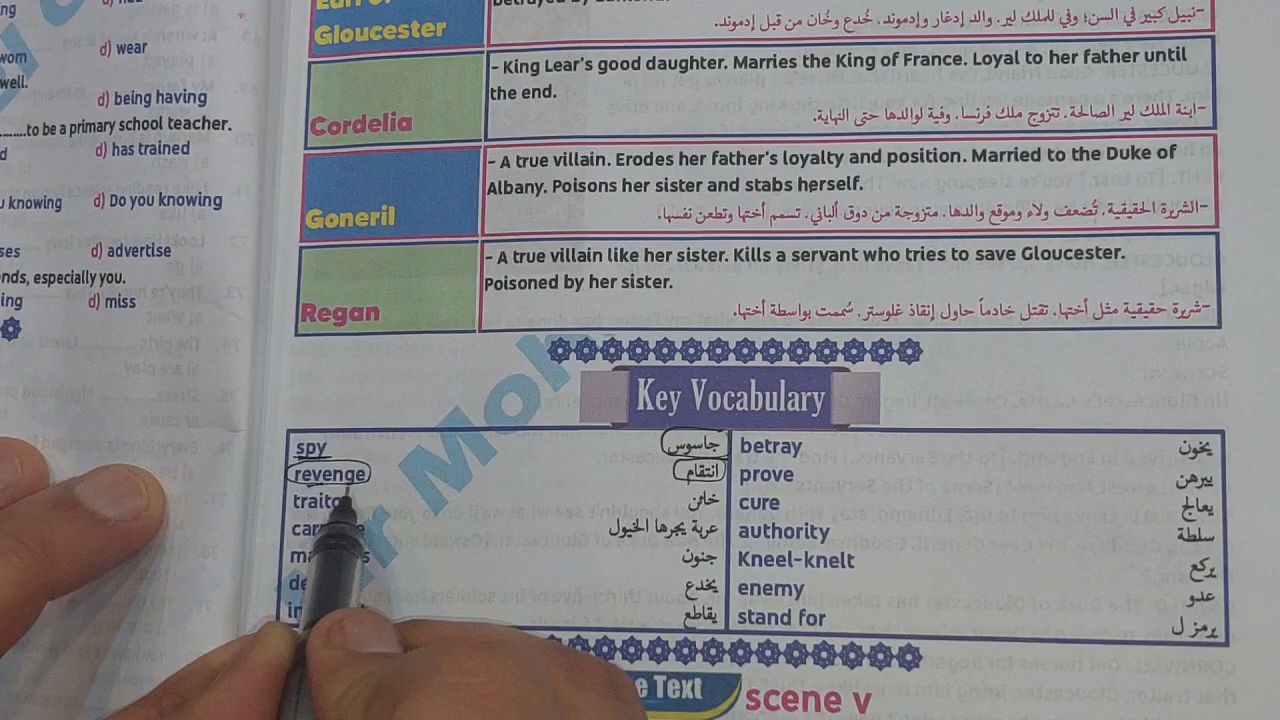 d) wear
well.
d) being having
........to be a primary school teacher.
d) has trained
u knowing
d) Do you knowing
d) advertise
nds, especially you.
d) miss
Gloucester
-نبيل كبير في السن؛ وفي للملك لير. والد إدغار وإدموند. خُدع وخُان من قبل إدموند.
Cordelia
- King Lear's good daughter. Marries the King of France. Loyal to her father until
the end.
-ابنة الملك لير الصالحة. تتزوج ملك فرنسا. وفية لوالدها حتى النهاية.
Goneril
- A true villain. Erodes her father's loyalty and position. Married to the Duke of
Albany. Poisons her sister and stabs herself.
-الشريرة الحقيقية. تُضعف ولاء وموقع والدها. متزوجة من دوق ألباني. تسمم أختها وتطعن نفسها.
Regan
- A true villain like her sister. Kills a servant who tries to save Gloucester.
Poisoned by her sister.
-شريرة حقيقية مثل أختها. تقتل خادماً حاول إنقاذ غلوستر. سُممت بواسطة أختها.
Key Vocabulary
spy جاسوس betray يخون
revenge انتقام prove يبرهن
خائن cure يعالج
عربة يجرها الخيول authority سلطة
جنون Kneel-knelt يركع
يخدع enemy عدو
يقاطع stand for يرمز ل
Text
scene v